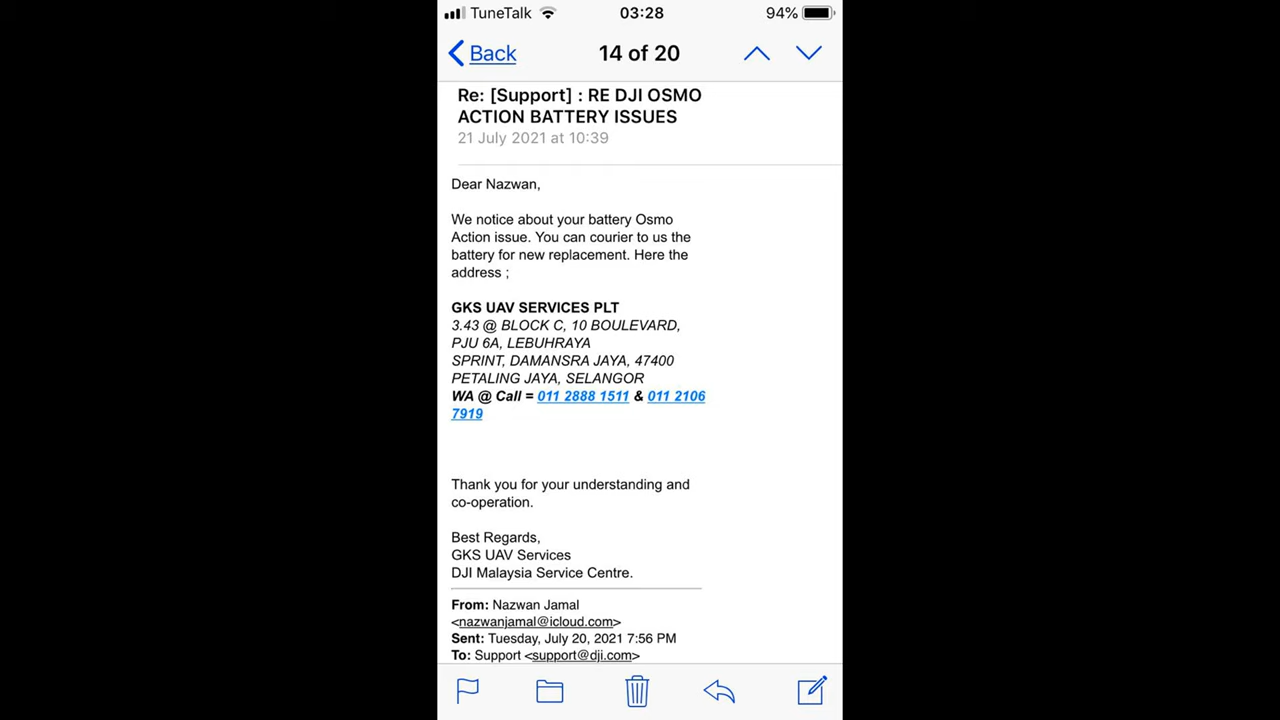 TuneTalk 03:28 94%
Back 14 of 20
Re: [Support] : RE DJI OSMO
ACTION BATTERY ISSUES
21 July 2021 at 10:39
Dear Nazwan,
We notice about your battery Osmo
Action issue. You can courier to us the
battery for new replacement. Here the
address ;
GKS UAV SERVICES PLT
3.43 @ BLOCK C, 10 BOULEVARD,
PJU 6A, LEBUHRAYA
SPRINT, DAMANSRA JAYA, 47400
PETALING JAYA, SELANGOR
WA @ Call = 011 2888 1511 & 011 2106
7919
Thank you for your understanding and
co-operation.
Best Regards,
GKS UAV Services
DJI Malaysia Service Centre.
From: Nazwan Jamal
<nazwanjamal@icloud.com>
Sent: Tuesday, July 20, 2021 7:56 PM
To: Support <support@dji.com>